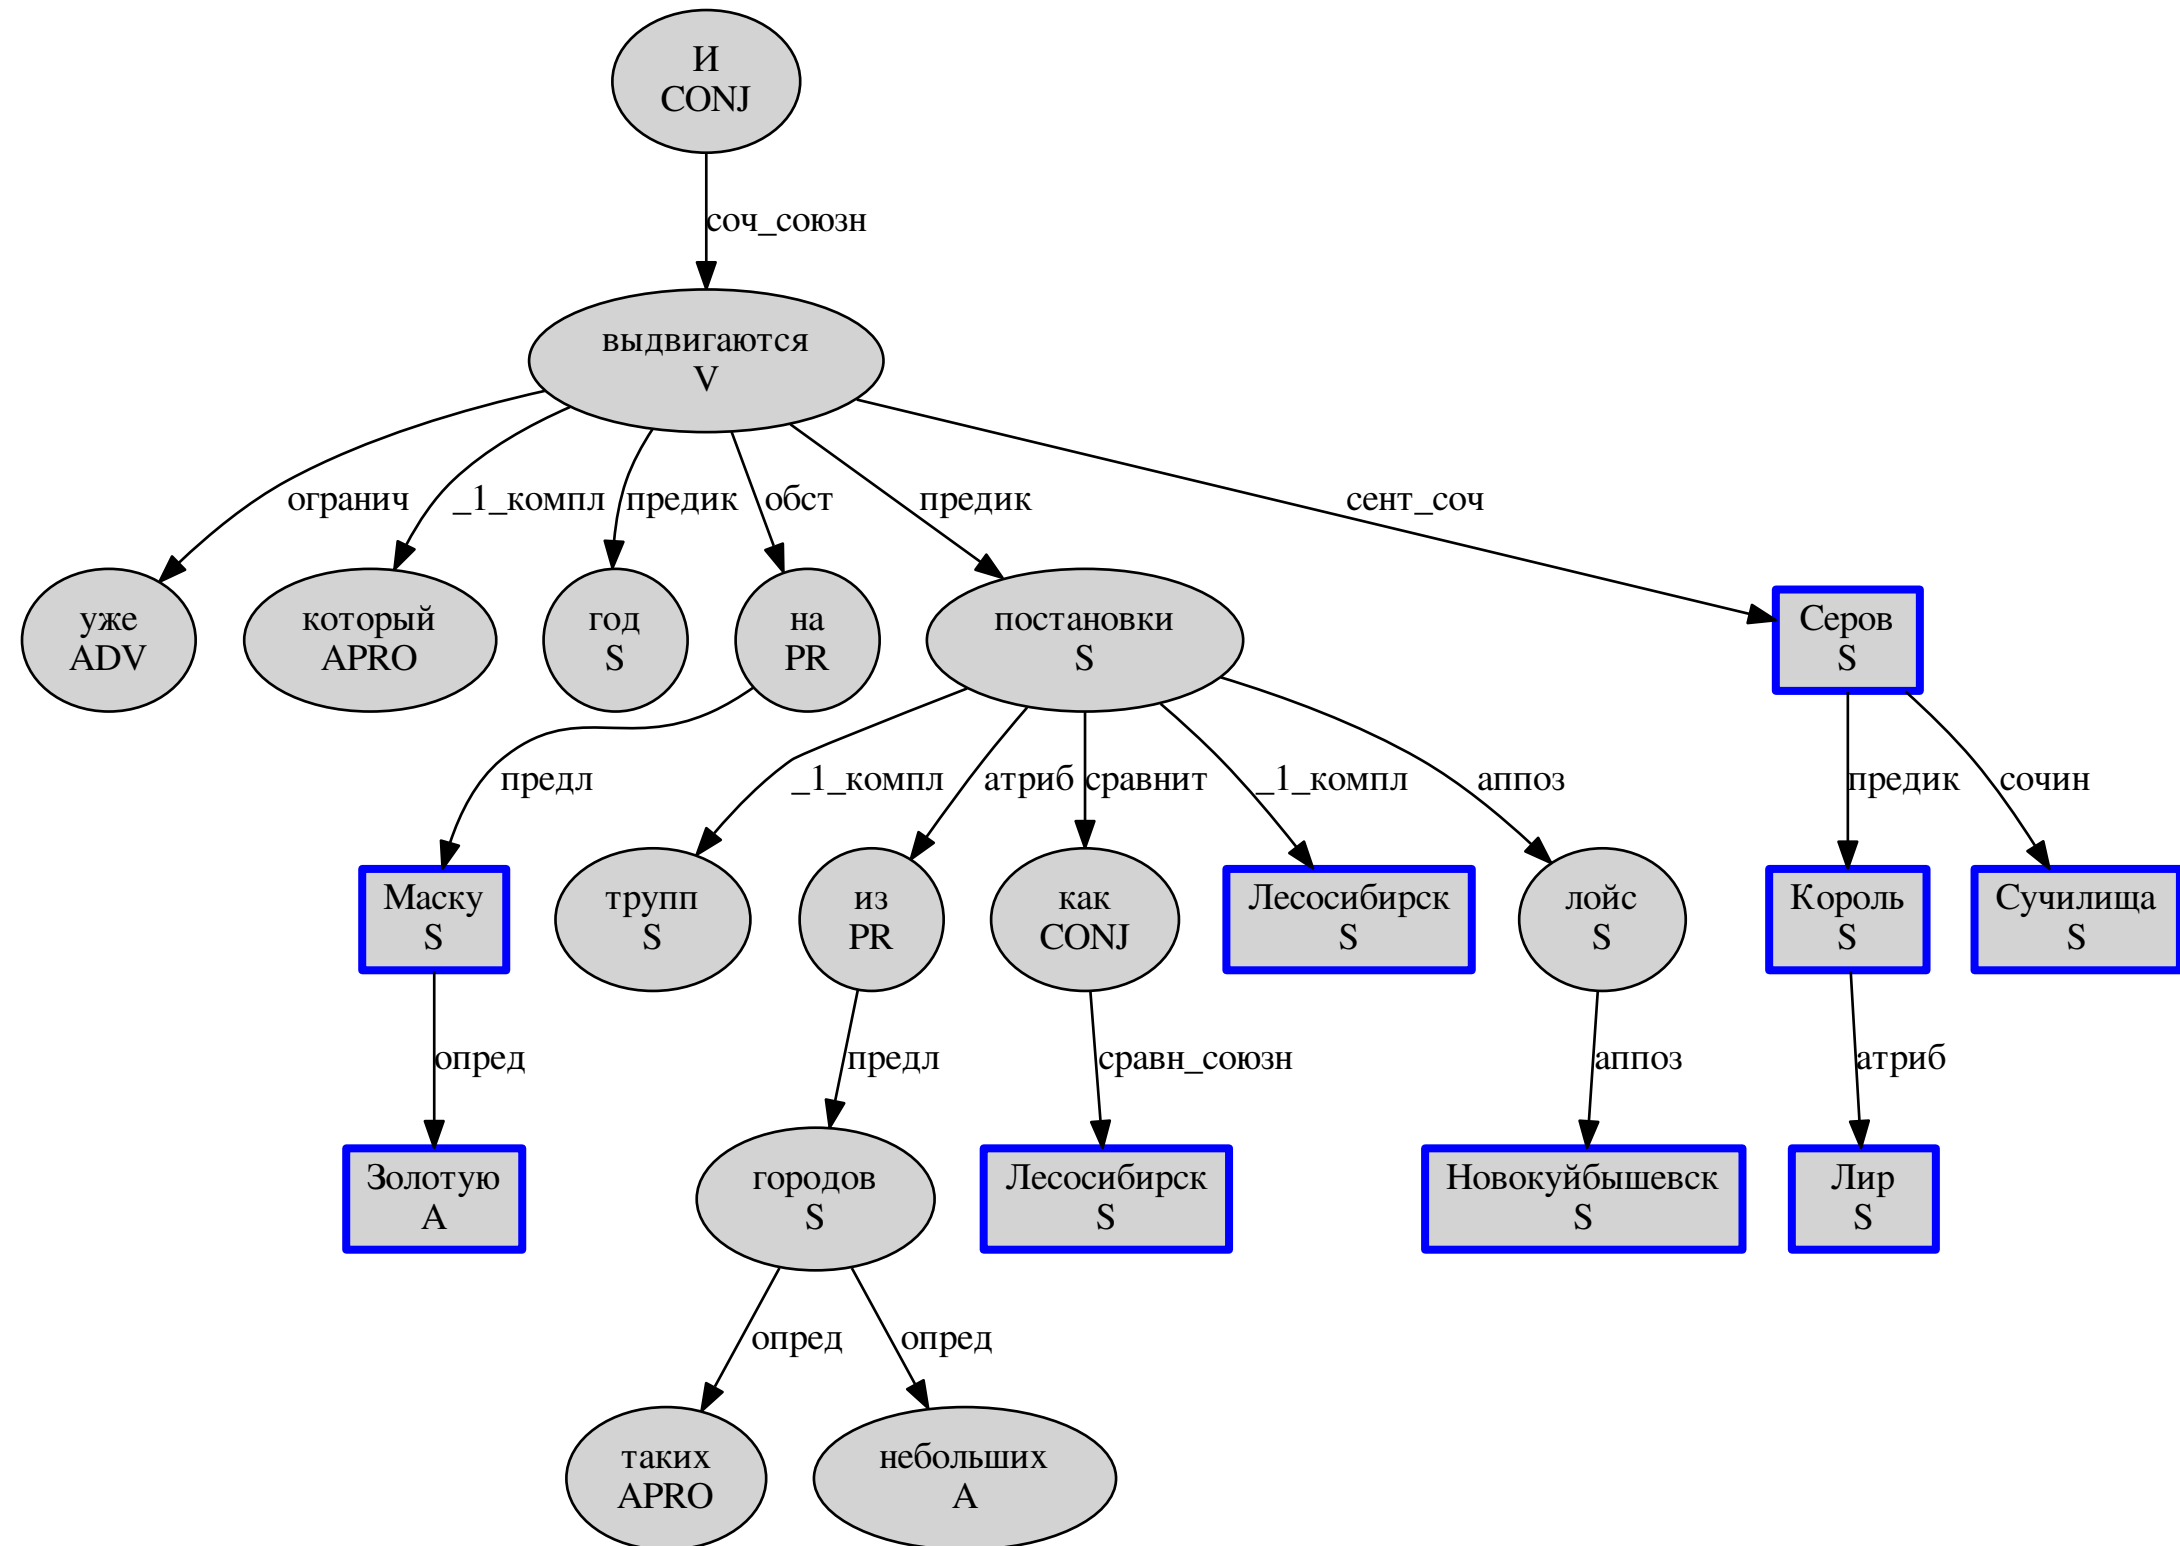 И
CONJ
соч_союзн
выдвигаются
V
огранич
_1_компл
предик
обст
предик
сент_соч
уже
ADV
который
APRO
год
S
на
PR
постановки
S
Серов
S
предл
_1_компл
атриб
сравнит
_1_компл
аппоз
предик
сочин
Маску
S
трупп
S
из
PR
как
CONJ
Лесосибирск
S
лойс
S
Король
S
Сучилища
S
опред
предл
сравн_союзн
аппоз
атриб
Золотую
A
городов
S
Лесосибирск
S
Новокуйбышевск
S
Лир
S
опред
опред
таких
APRO
небольших
A